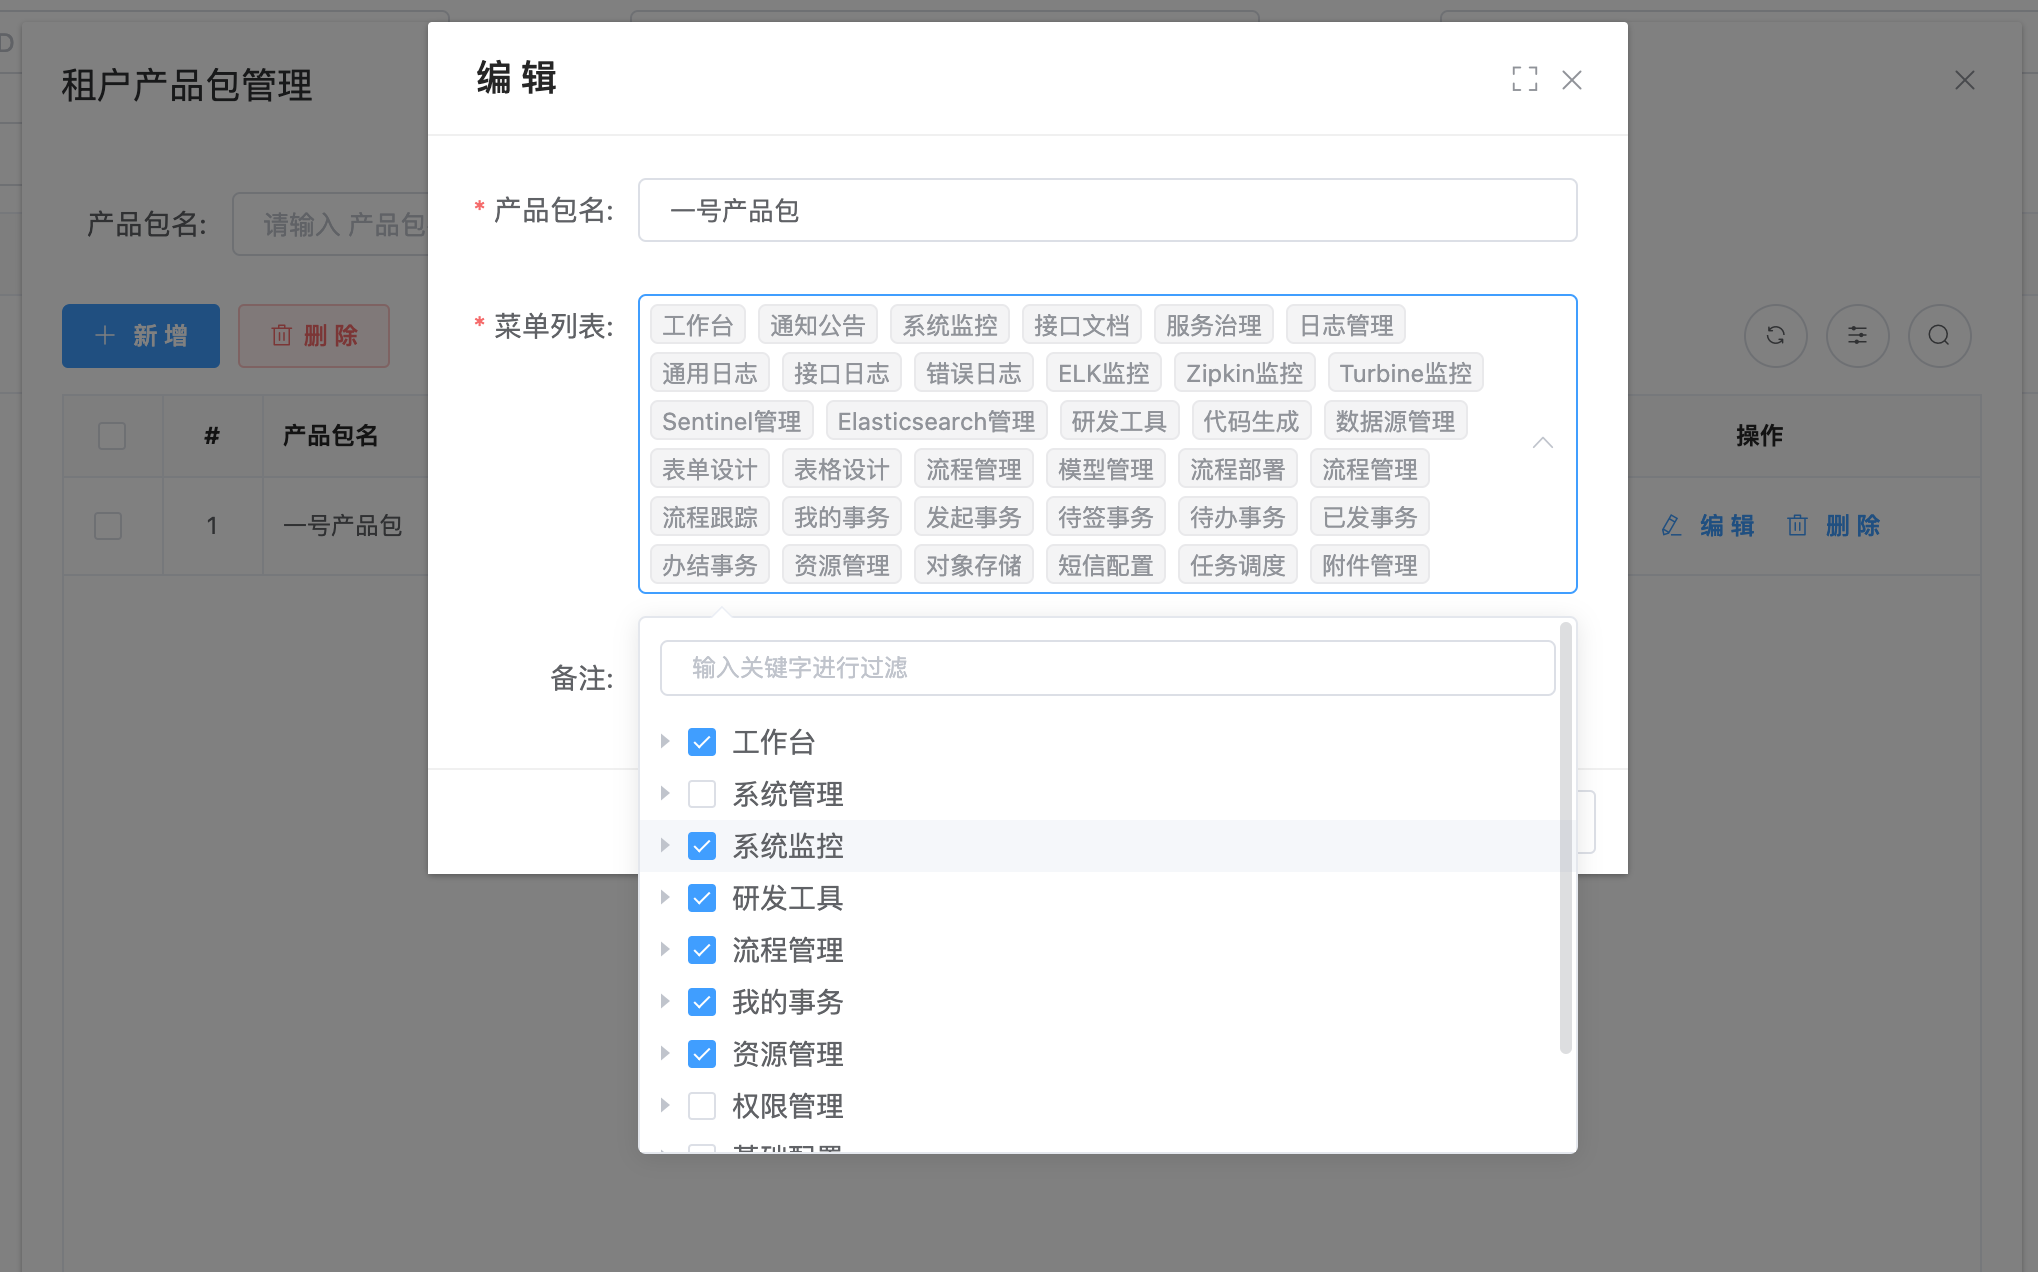 D
租户产品包管理
编 辑
产品包名:
请输入 产品包
* 产品包名:
一号产品包
新 增
删 除
* 菜单列表:
工作台 通知公告 系统监控 接口文档 服务治理 日志管理
通用日志 接口日志 错误日志 ELK监控 Zipkin监控 Turbine监控
Sentinel管理 Elasticsearch管理 研发工具 代码生成 数据源管理
表单设计 表格设计 流程管理 模型管理 流程部署 流程管理
流程跟踪 我的事务 发起事务 待签事务 待办事务 已发事务
办结事务 资源管理 对象存储 短信配置 任务调度 附件管理
# 产品包名 操作
1 一号产品包 编 辑 删 除
备注:
输入关键字进行过滤
工作台
系统管理
系统监控
研发工具
流程管理
我的事务
资源管理
权限管理
基础配置